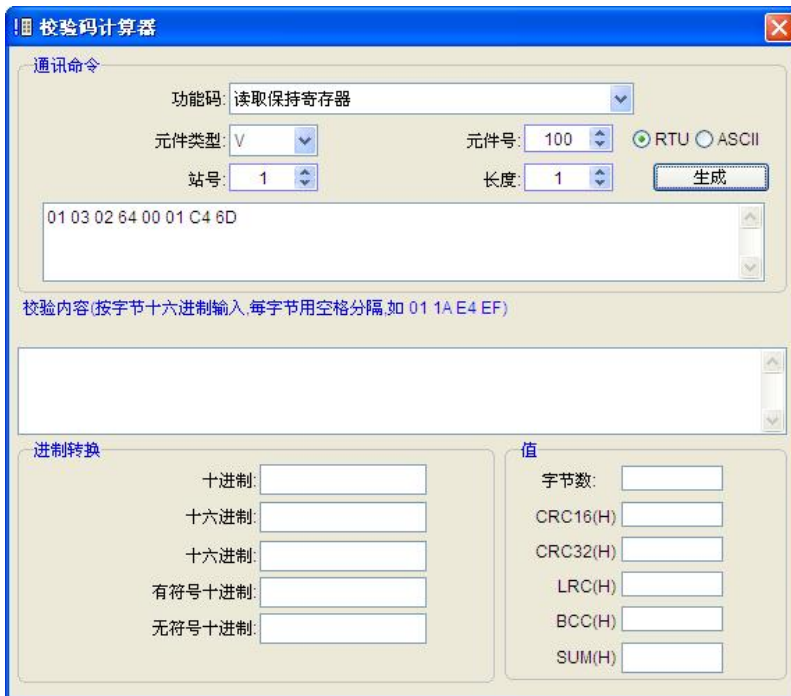 校验码计算器
通讯命令
功能码: 读取保持寄存器
元件类型: V 元件号: 100 RTU ASCII
站号: 1 长度: 1 生成
01 03 02 64 00 01 C4 6D
校验内容(按字节十六进制输入,每字节用空格分隔,如 01 1A E4 EF)
进制转换 值
十进制: 字节数:
十六进制: CRC16(H)
十六进制: CRC32(H)
LRC(H)
有符号十进制: BCC(H)
无符号十进制: SUM(H)